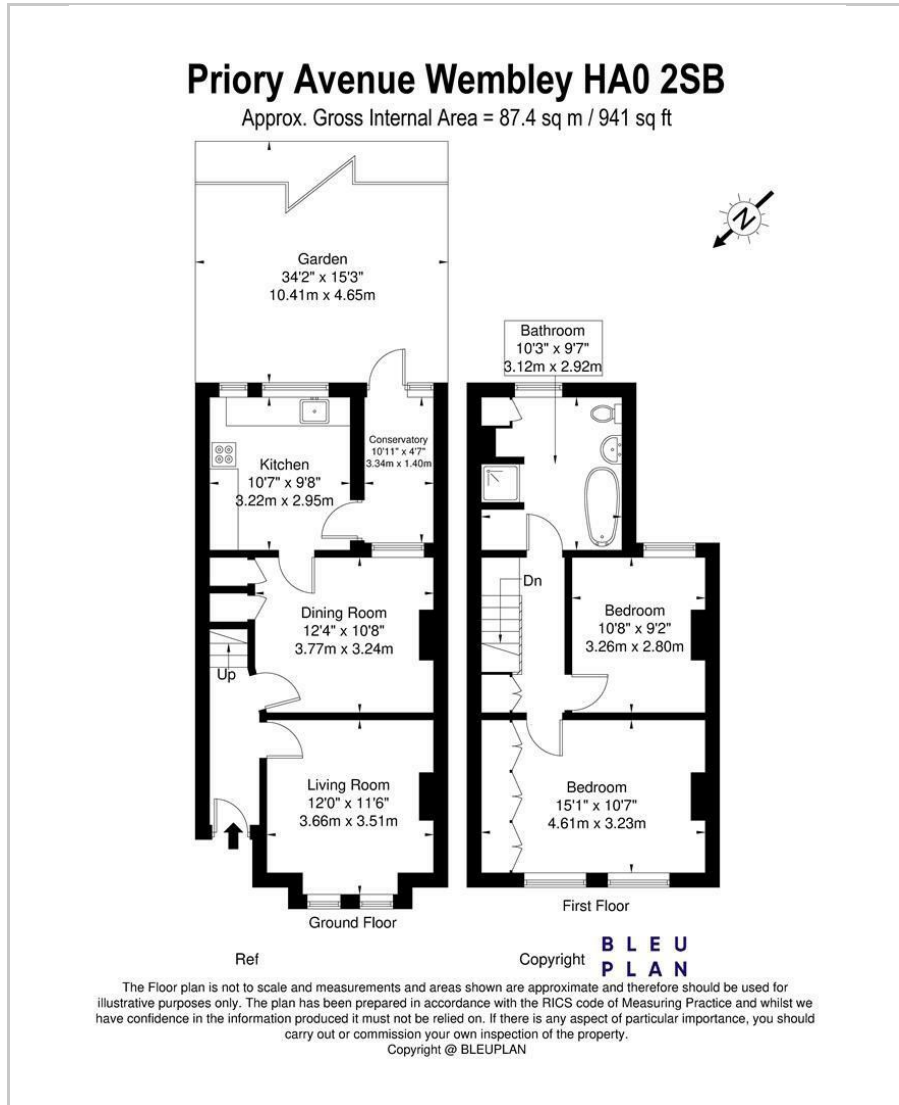 Priory Avenue Wembley HA0 2SB
Approx. Gross Internal Area = 87.4 sq m / 941 sq ft
N
Garden
34'2" x 15'3"
10.41m x 4.65m
Bathroom
10'3" x 9'7"
3.12m x 2.92m
Conservatory
10'11" x 4'7"
3.34m x 1.40m
Kitchen
10'7" x 9'8"
3.22m x 2.95m
Dining Room
12'4" x 10'8"
3.77m x 3.24m
Up
Dn
Bedroom
10'8" x 9'2"
3.26m x 2.80m
Living Room
12'0" x 11'6"
3.66m x 3.51m
Bedroom
15'1" x 10'7"
4.61m x 3.23m
Ground Floor
First Floor
Ref
Copyright
BLEU
PLAN
The Floor plan is not to scale and measurements and areas shown are approximate and therefore should be used for
illustrative purposes only. The plan has been prepared in accordance with the RICS code of Measuring Practice and whilst we
have confidence in the information produced it must not be relied on. If there is any aspect of particular importance, you should
carry out or commission your own inspection of the property.
Copyright @ BLEUPLAN